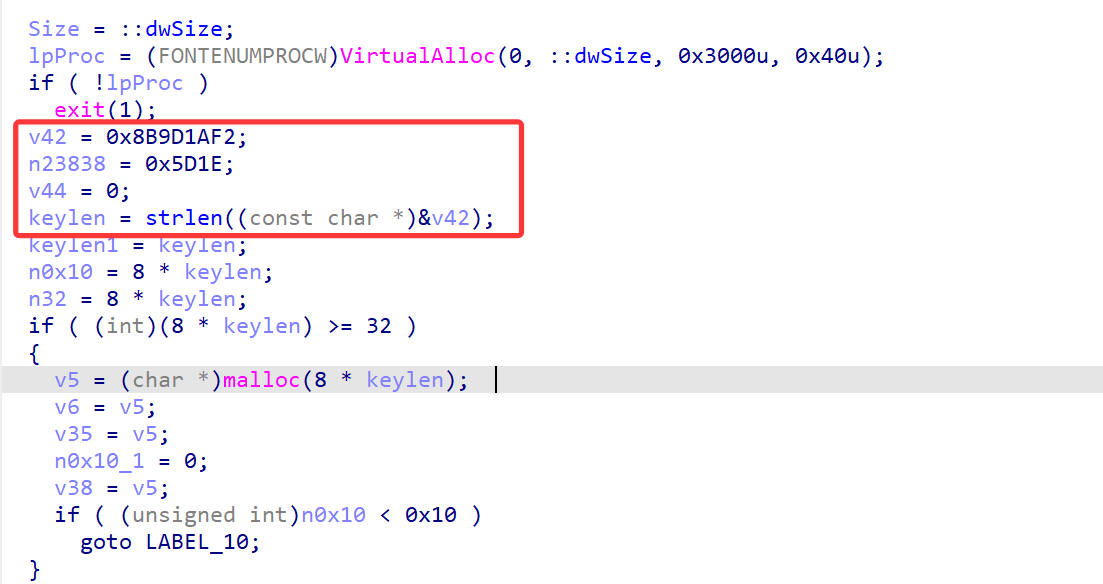 Size = ::dwSize;
lpProc = (FONTENUMPROCW)VirtualAlloc(0, ::dwSize, 0x3000u, 0x40u);
if ( !lpProc )
  exit(1);
v42 = 0x8B9D1AF2;
n23838 = 0x5D1E;
v44 = 0;
keylen = strlen((const char *)&v42);
keylen1 = keylen;
n0x10 = 8 * keylen;
n32 = 8 * keylen;
if ( (int)(8 * keylen) >= 32 )
{
  v5 = (char *)malloc(8 * keylen);
  v6 = v5;
  v35 = v5;
  n0x10_1 = 0;
  v38 = v5;
  if ( (unsigned int)n0x10 < 0x10 )
    goto LABEL_10;
}